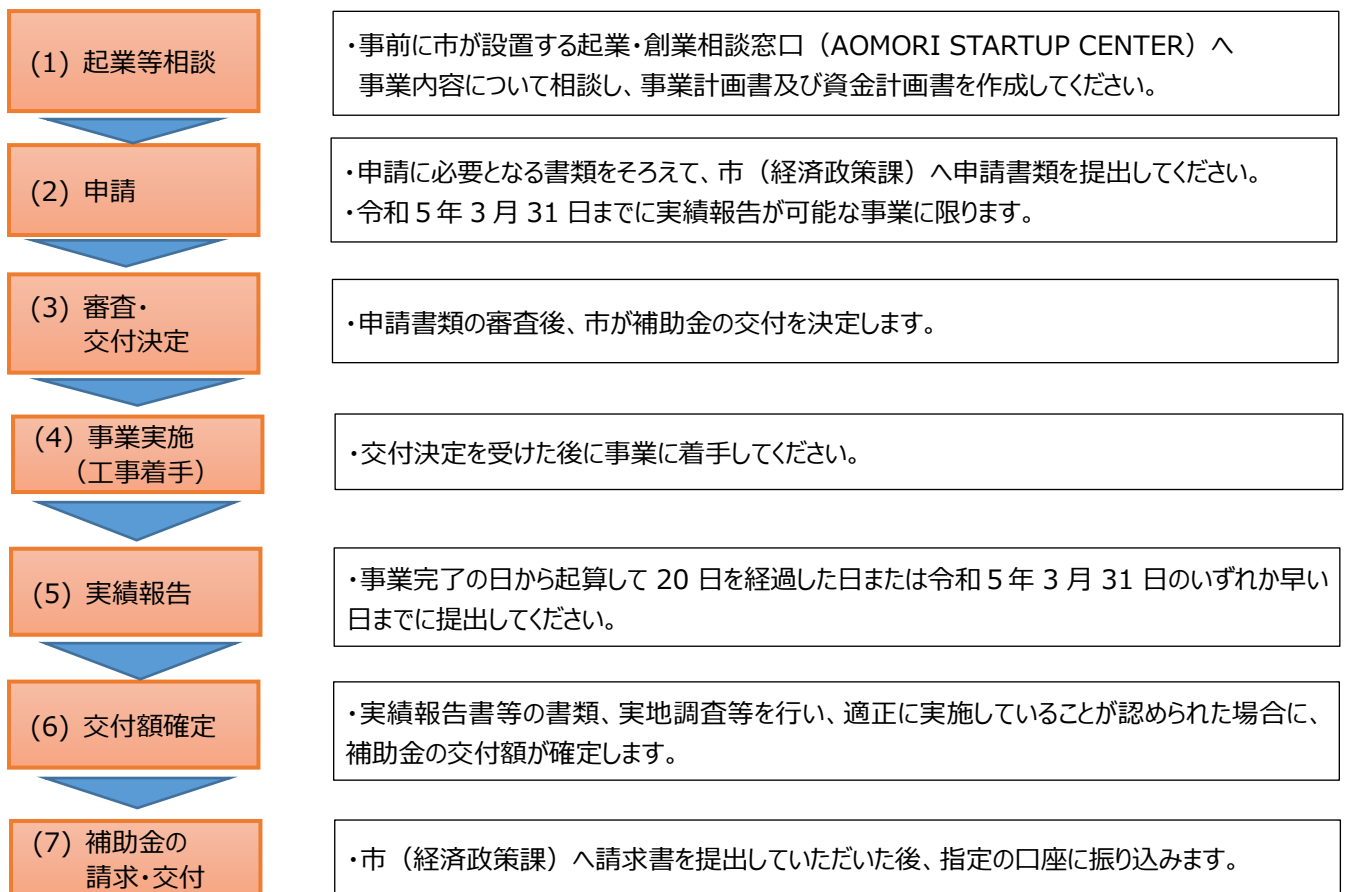 (1) 起業等相談
・事前に市が設置する起業・創業相談窓口（AOMORI STARTUP CENTER）へ
事業内容について相談し、事業計画書及び資金計画書を作成してください。
(2) 申請
・申請に必要となる書類をそろえて、市（経済政策課）へ申請書類を提出してください。
・令和５年３月 31 日までに実績報告が可能な事業に限ります。
(3) 審査・
交付決定
・申請書類の審査後、市が補助金の交付を決定します。
(4) 事業実施
（工事着手）
・交付決定を受けた後に事業に着手してください。
(5) 実績報告
・事業完了の日から起算して 20 日を経過した日または令和５年 3 月 31 日のいずれか早い
日までに提出してください。
(6) 交付額確定
・実績報告書等の書類、実地調査等を行い、適正に実施していることが認められた場合に、
補助金の交付額が確定します。
(7) 補助金の
請求・交付
・市（経済政策課）へ請求書を提出していただいた後、指定の口座に振り込みます。